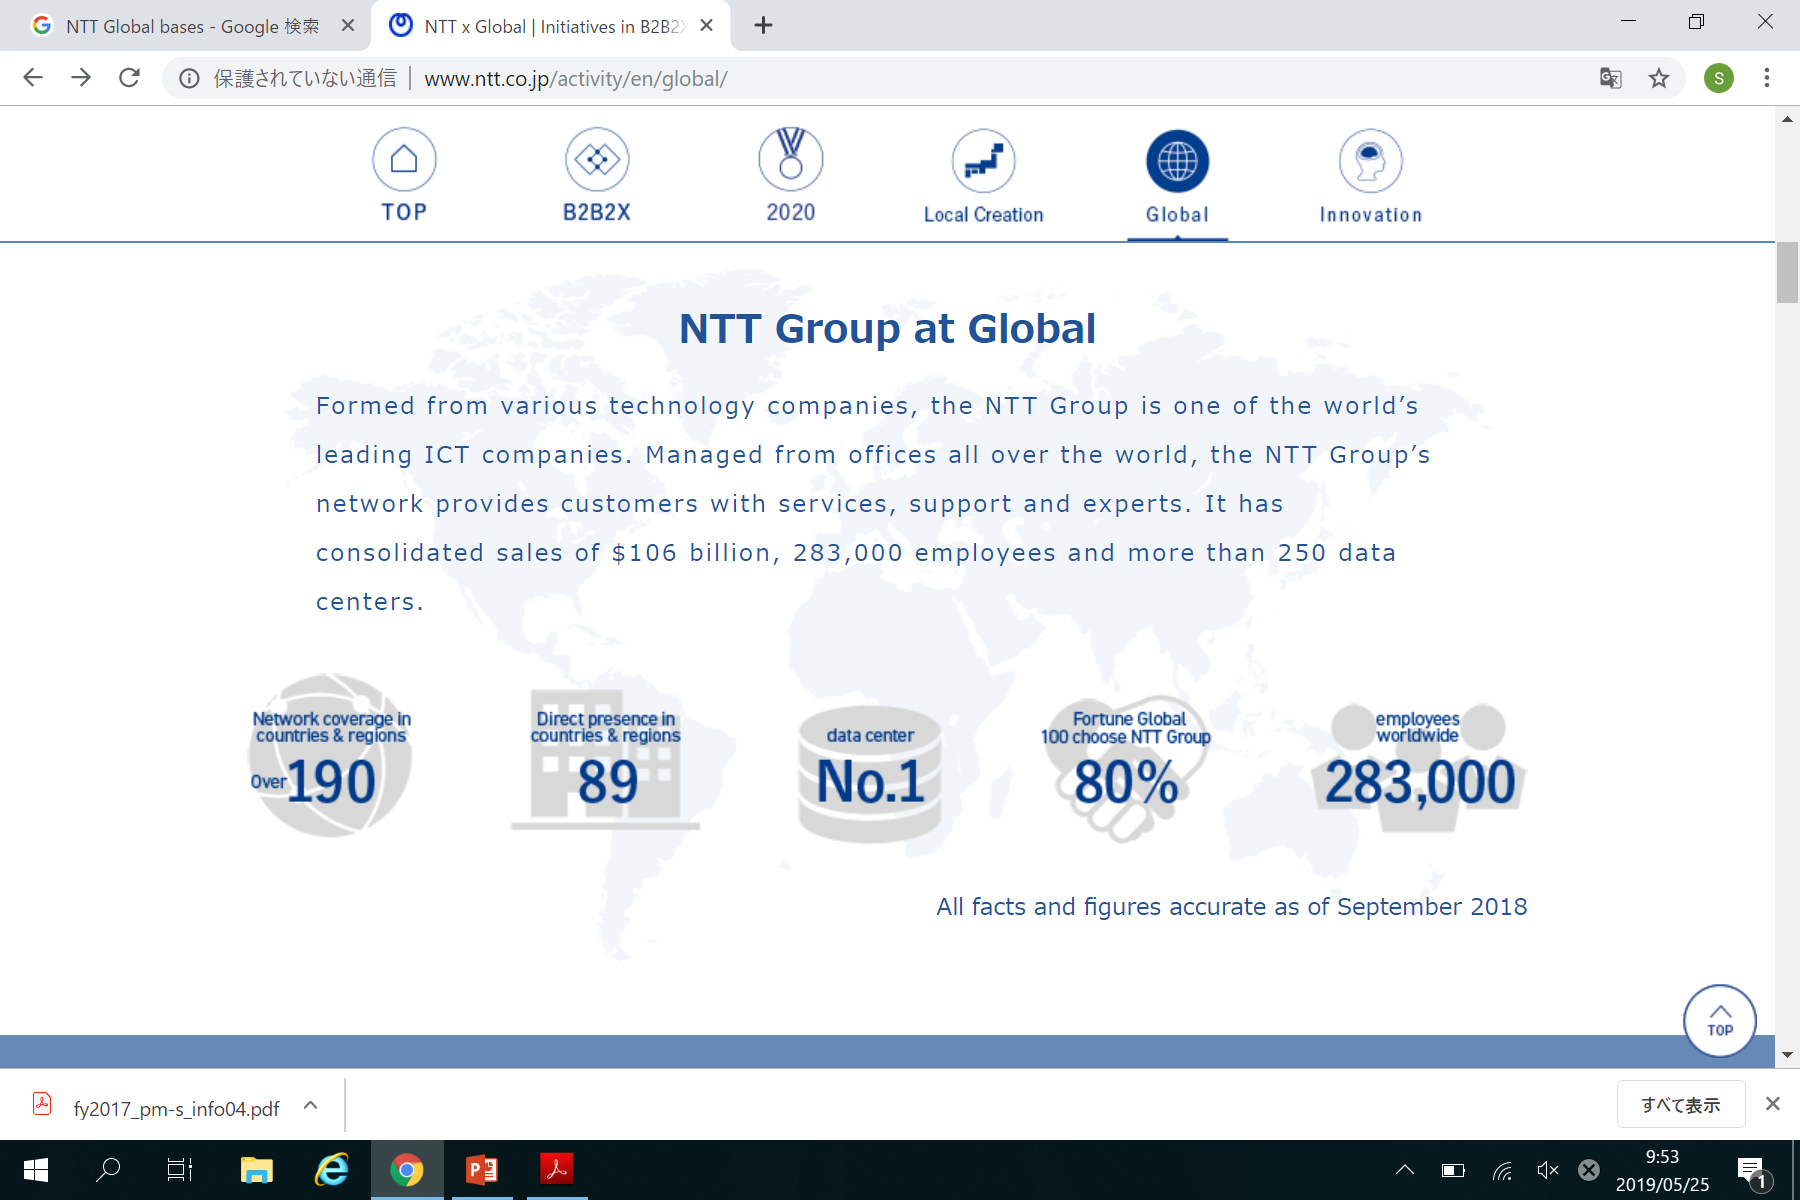 NTT Global bases - Google 検索
NTT x Global | Initiatives in B2B2X
保護されていない通信 | www.ntt.co.jp/activity/en/global/
S
TOP
B2B2X
2020
Local Creation
Global
Innovation
NTT Group at Global
Formed from various technology companies, the NTT Group is one of the world’s
leading ICT companies. Managed from offices all over the world, the NTT Group’s
network provides customers with services, support and experts. It has
consolidated sales of $106 billion, 283,000 employees and more than 250 data
centers.
Network coverage in
countries & regions
Over 190
Direct presence in
countries & regions
89
data center
No.1
Fortune Global
100 choose NTT Group
80%
employees
worldwide
283,000
All facts and figures accurate as of September 2018
TOP
fy2017_pm-s_info04.pdf
すべて表示
9:53
2019/05/25
1